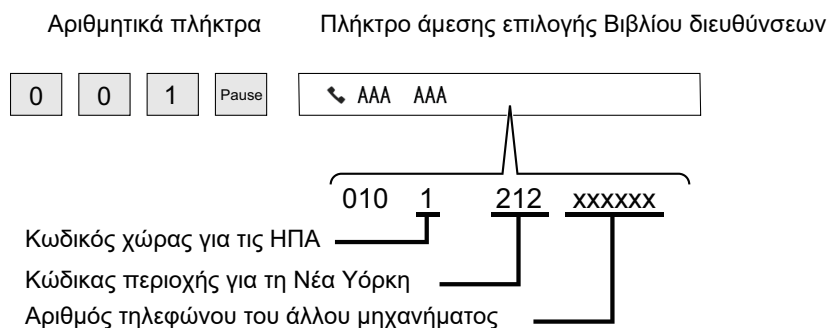 Αριθμητικά πλήκτρα Πλήκτρο άμεσης επιλογής Βιβλίου διευθύνσεων
0 0 1 Pause AAA AAA
010 1 212 xxxxxx
Κωδικός χώρας για τις ΗΠΑ
Κώδικας περιοχής για τη Νέα Υόρκη
Αριθμός τηλεφώνου του άλλου μηχανήματος